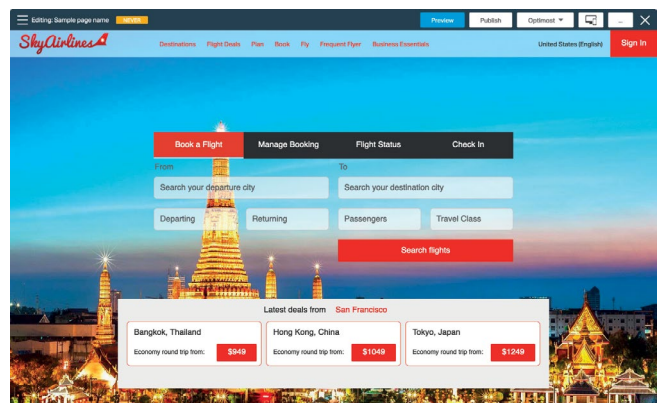 Editing: Sample page name NEVER Preview Publish Optimost
SkyAirlines Destinations Flight Deals Plan Book Fly Frequent Flyer Business Essentials United States (English) Sign In
Book a Flight Manage Booking Flight Status Check In
From To
Search your departure city Search your destination city
Departing Returning Passengers Travel Class
Search flights
Latest deals from San Francisco
Bangkok, Thailand Hong Kong, China Tokyo, Japan
Economy round trip from: $949 Economy round trip from: $1049 Economy round trip from: $1249